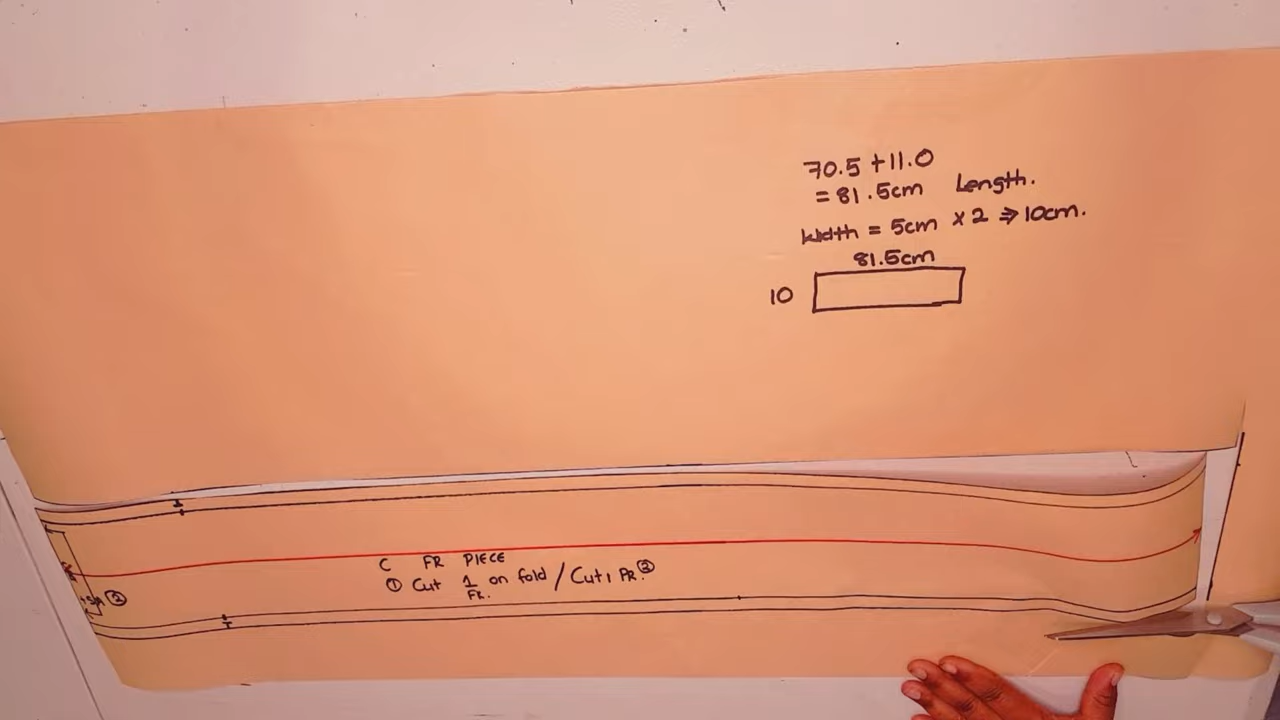 70.5 + 11.0
= 81.5cm Length.
Width = 5cm x 2 ⇒ 10cm.
81.5cm
10
C FR PIECE
① Cut 1 on fold / Cut 1 PR. ②
FR.
②